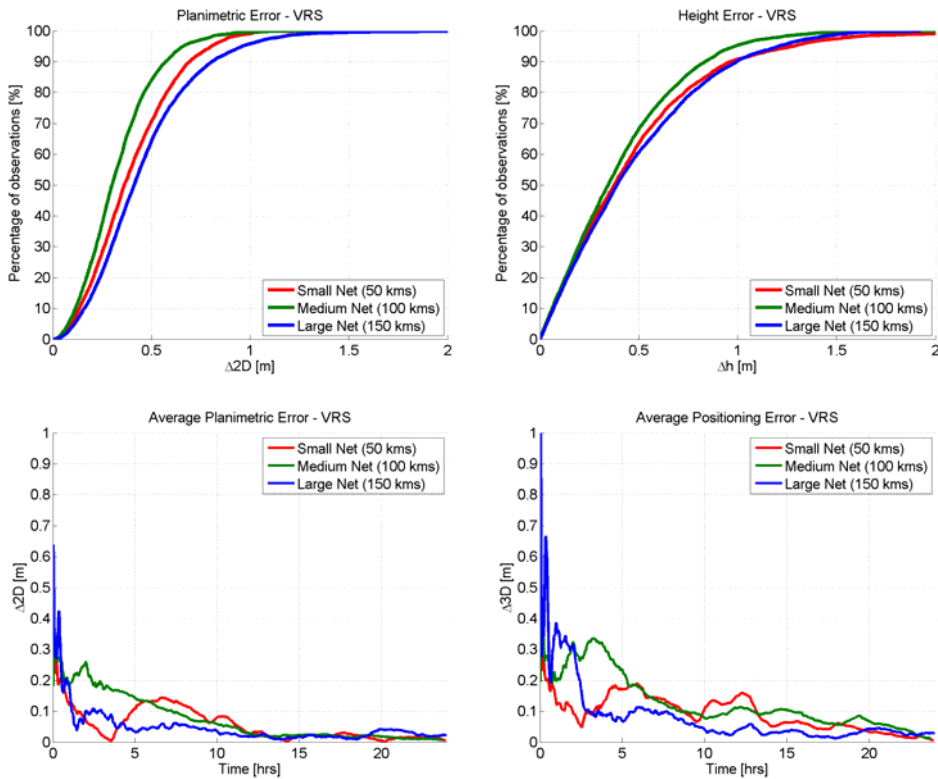 Planimetric Error - VRS
Percentage of observations [%]
100
90
80
70
60
50
40
30
20
10
0
Small Net (50 kms)
Medium Net (100 kms)
Large Net (150 kms)
0 0.5 1 1.5 2
Δ2D [m]
Height Error - VRS
Percentage of observations [%]
100
90
80
70
60
50
40
30
20
10
0
Small Net (50 kms)
Medium Net (100 kms)
Large Net (150 kms)
0 0.5 1 1.5 2
Δh [m]
Average Planimetric Error - VRS
Δ2D [m]
1
0.9
0.8
0.7
0.6
0.5
0.4
0.3
0.2
0.1
0
Small Net (50 kms)
Medium Net (100 kms)
Large Net (150 kms)
0 5 10 15 20
Time [hrs]
Average Positioning Error - VRS
Δ3D [m]
1
0.9
0.8
0.7
0.6
0.5
0.4
0.3
0.2
0.1
0
Small Net (50 kms)
Medium Net (100 kms)
Large Net (150 kms)
0 5 10 15 20
Time [hrs]